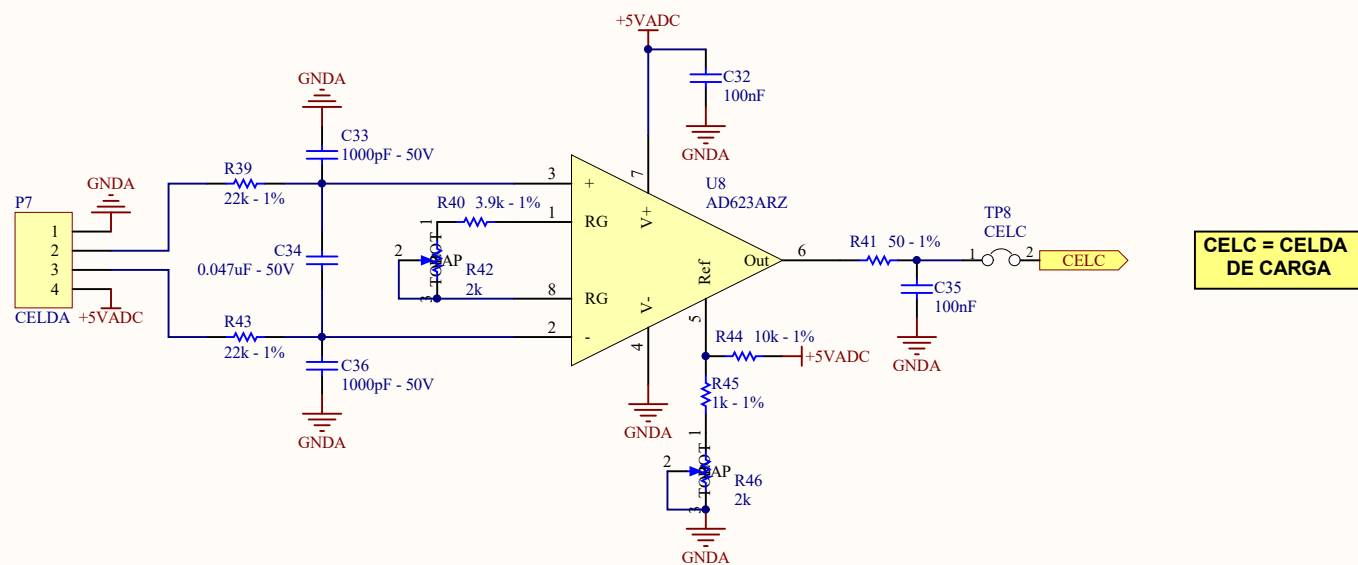 +5VADC
C32
100nF
GNDA
GNDA
C33
1000pF - 50V
R39
22k - 1%
GNDA
P7
1
2
3
4
CELDA
+5VADC
C34
0.047uF - 50V
R43
22k - 1%
C36
1000pF - 50V
GNDA
R40 3.9k - 1%
1
2
3
R42
2k
3
1
8
2
+
RG
RG
-
7
V+
U8
AD623ARZ
Ref
Out
V-
4
5
6
GNDA
R41 50 - 1%
C35
100nF
GNDA
TP8
CELC
1
2
CELC
R44 10k - 1%
+5VADC
R45
1k - 1%
1
2
3
R46
2k
GNDA
CELC = CELDA
DE CARGA